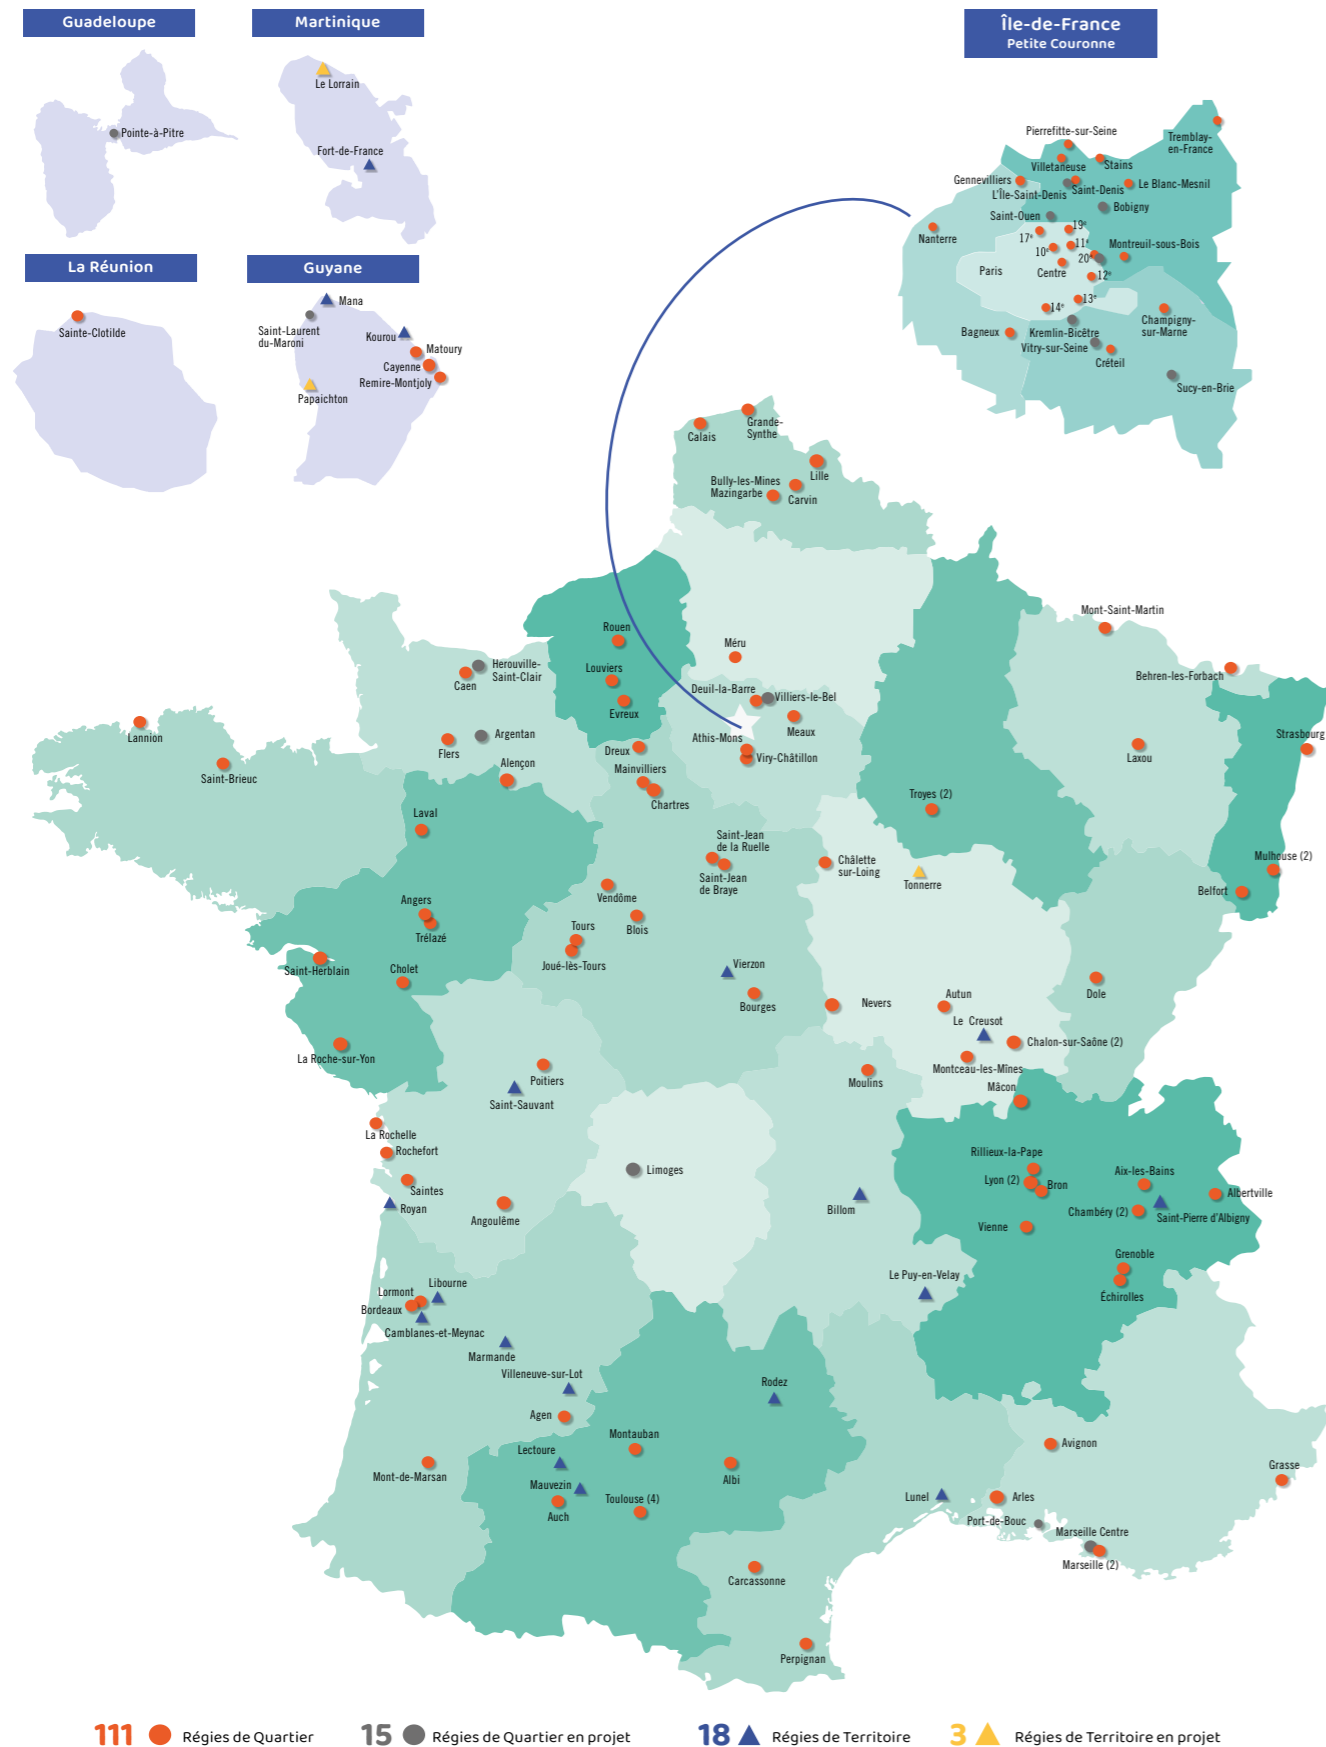 Guadeloupe
Pointe-à-Pitre
Martinique
Le Lorrain
Fort-de-France
La Réunion
Sainte-Clotilde
Guyane
Mana
Saint-Laurent
du-Maroni
Kourou
Matoury
Cayenne
Remire-Montjoly
Papaichton
Île-de-France
Petite Couronne
Pierrefitte-sur-Seine
Tremblay-
en-France
Villetaneuse
Stains
Gennevilliers
L'Île-Saint-Denis
Saint-Denis
Le Blanc-Mesnil
Saint-Ouen
Bobigny
Nanterre
17e
19e
10e
11e
Montreuil-sous-Bois
20e
Paris
Centre
12e
13e
14e
Champigny-
sur-Marne
Bagneux
Kremlin-Bicêtre
Vitry-sur-Seine
Créteil
Sucy-en-Brie
Calais
Grande-
Synthe
Lille
Bully-les-Mines
Mazingarbe
Carvin
Mont-Saint-Martin
Rouen
Méru
Herouville-
Saint-Clair
Caen
Louviers
Behren-les-Forbach
Deuil-la-Barre
Villiers-le-Bel
Evreux
Meaux
Lannion
Argentan
Flers
Athis-Mons
Strasbourg
Dreux
Viry-Châtillon
Laxou
Saint-Brieuc
Alençon
Mainvilliers
Chartres
Troyes (2)
Laval
Saint-Jean
de la Ruelle
Châlette
sur-Loing
Mulhouse (2)
Saint-Jean
de Braye
Tonnerre
Belfort
Vendôme
Angers
Tours
Blois
Trélazé
Joué-lès-Tours
Vierzon
Saint-Herblain
Cholet
Dole
Bourges
Nevers
Autun
Le Creusot
Chalon-sur-Saône (2)
La Roche-sur-Yon
Montceau-les-Mînes
Poitiers
Moulins
Mâcon
Saint-Sauvant
La Rochelle
Rochefort
Rillieux-la-Pape
Limoges
Aix-les-Bains
Lyon (2)
Bron
Saintes
Albertville
Royan
Billom
Chambéry (2)
Saint-Pierre d'Albigny
Angoulême
Vienne
Grenoble
Le Puy-en-Velay
Libourne
Lormont
Échirolles
Bordeaux
Camblanes-et-Meynac
Marmande
Villeneuve-sur-Lot
Rodez
Agen
Montauban
Avignon
Lectoure
Mont-de-Marsan
Albi
Grasse
Mauvezin
Toulouse (4)
Lunel
Arles
Auch
Port-de-Bouc
Marseille Centre
Marseille (2)
Carcassonne
Perpignan
111 Régies de Quartier 15 Régies de Quartier en projet 18 Régies de Territoire 3 Régies de Territoire en projet